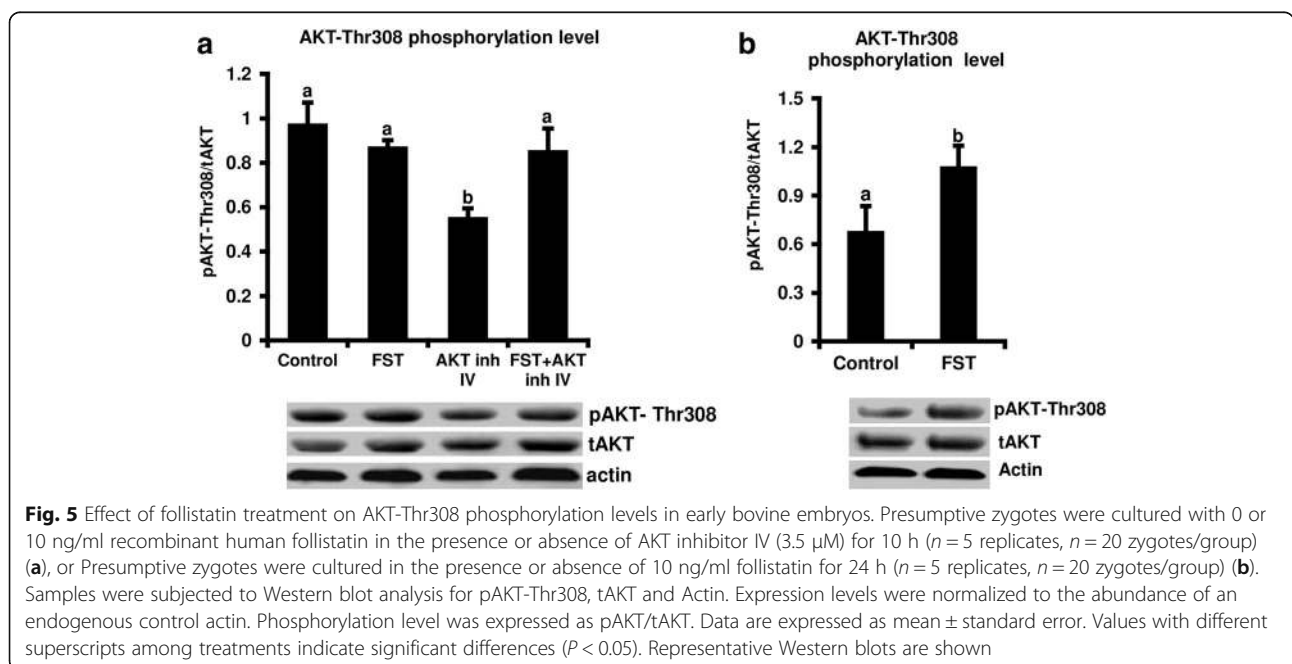 a
AKT-Thr308 phosphorylation level
pAKT-Thr308/tAKT
1.2
1
0.8
0.6
0.4
0.2
0
a
a
b
a
Control
FST
AKT inh IV
FST+AKT inh IV
pAKT- Thr308
tAKT
actin
b
AKT-Thr308
phosphorylation level
pAKT-Thr308/tAKT
1.5
1.2
0.9
0.6
0.3
0
a
b
Control
FST
pAKT-Thr308
tAKT
Actin
Fig. 5 Effect of follistatin treatment on AKT-Thr308 phosphorylation levels in early bovine embryos. Presumptive zygotes were cultured with 0 or
10 ng/ml recombinant human follistatin in the presence or absence of AKT inhibitor IV (3.5 μM) for 10 h (n = 5 replicates, n = 20 zygotes/group)
(a), or Presumptive zygotes were cultured in the presence or absence of 10 ng/ml follistatin for 24 h (n = 5 replicates, n = 20 zygotes/group) (b).
Samples were subjected to Western blot analysis for pAKT-Thr308, tAKT and Actin. Expression levels were normalized to the abundance of an
endogenous control actin. Phosphorylation level was expressed as pAKT/tAKT. Data are expressed as mean ± standard error. Values with different
superscripts among treatments indicate significant differences (P < 0.05). Representative Western blots are shown